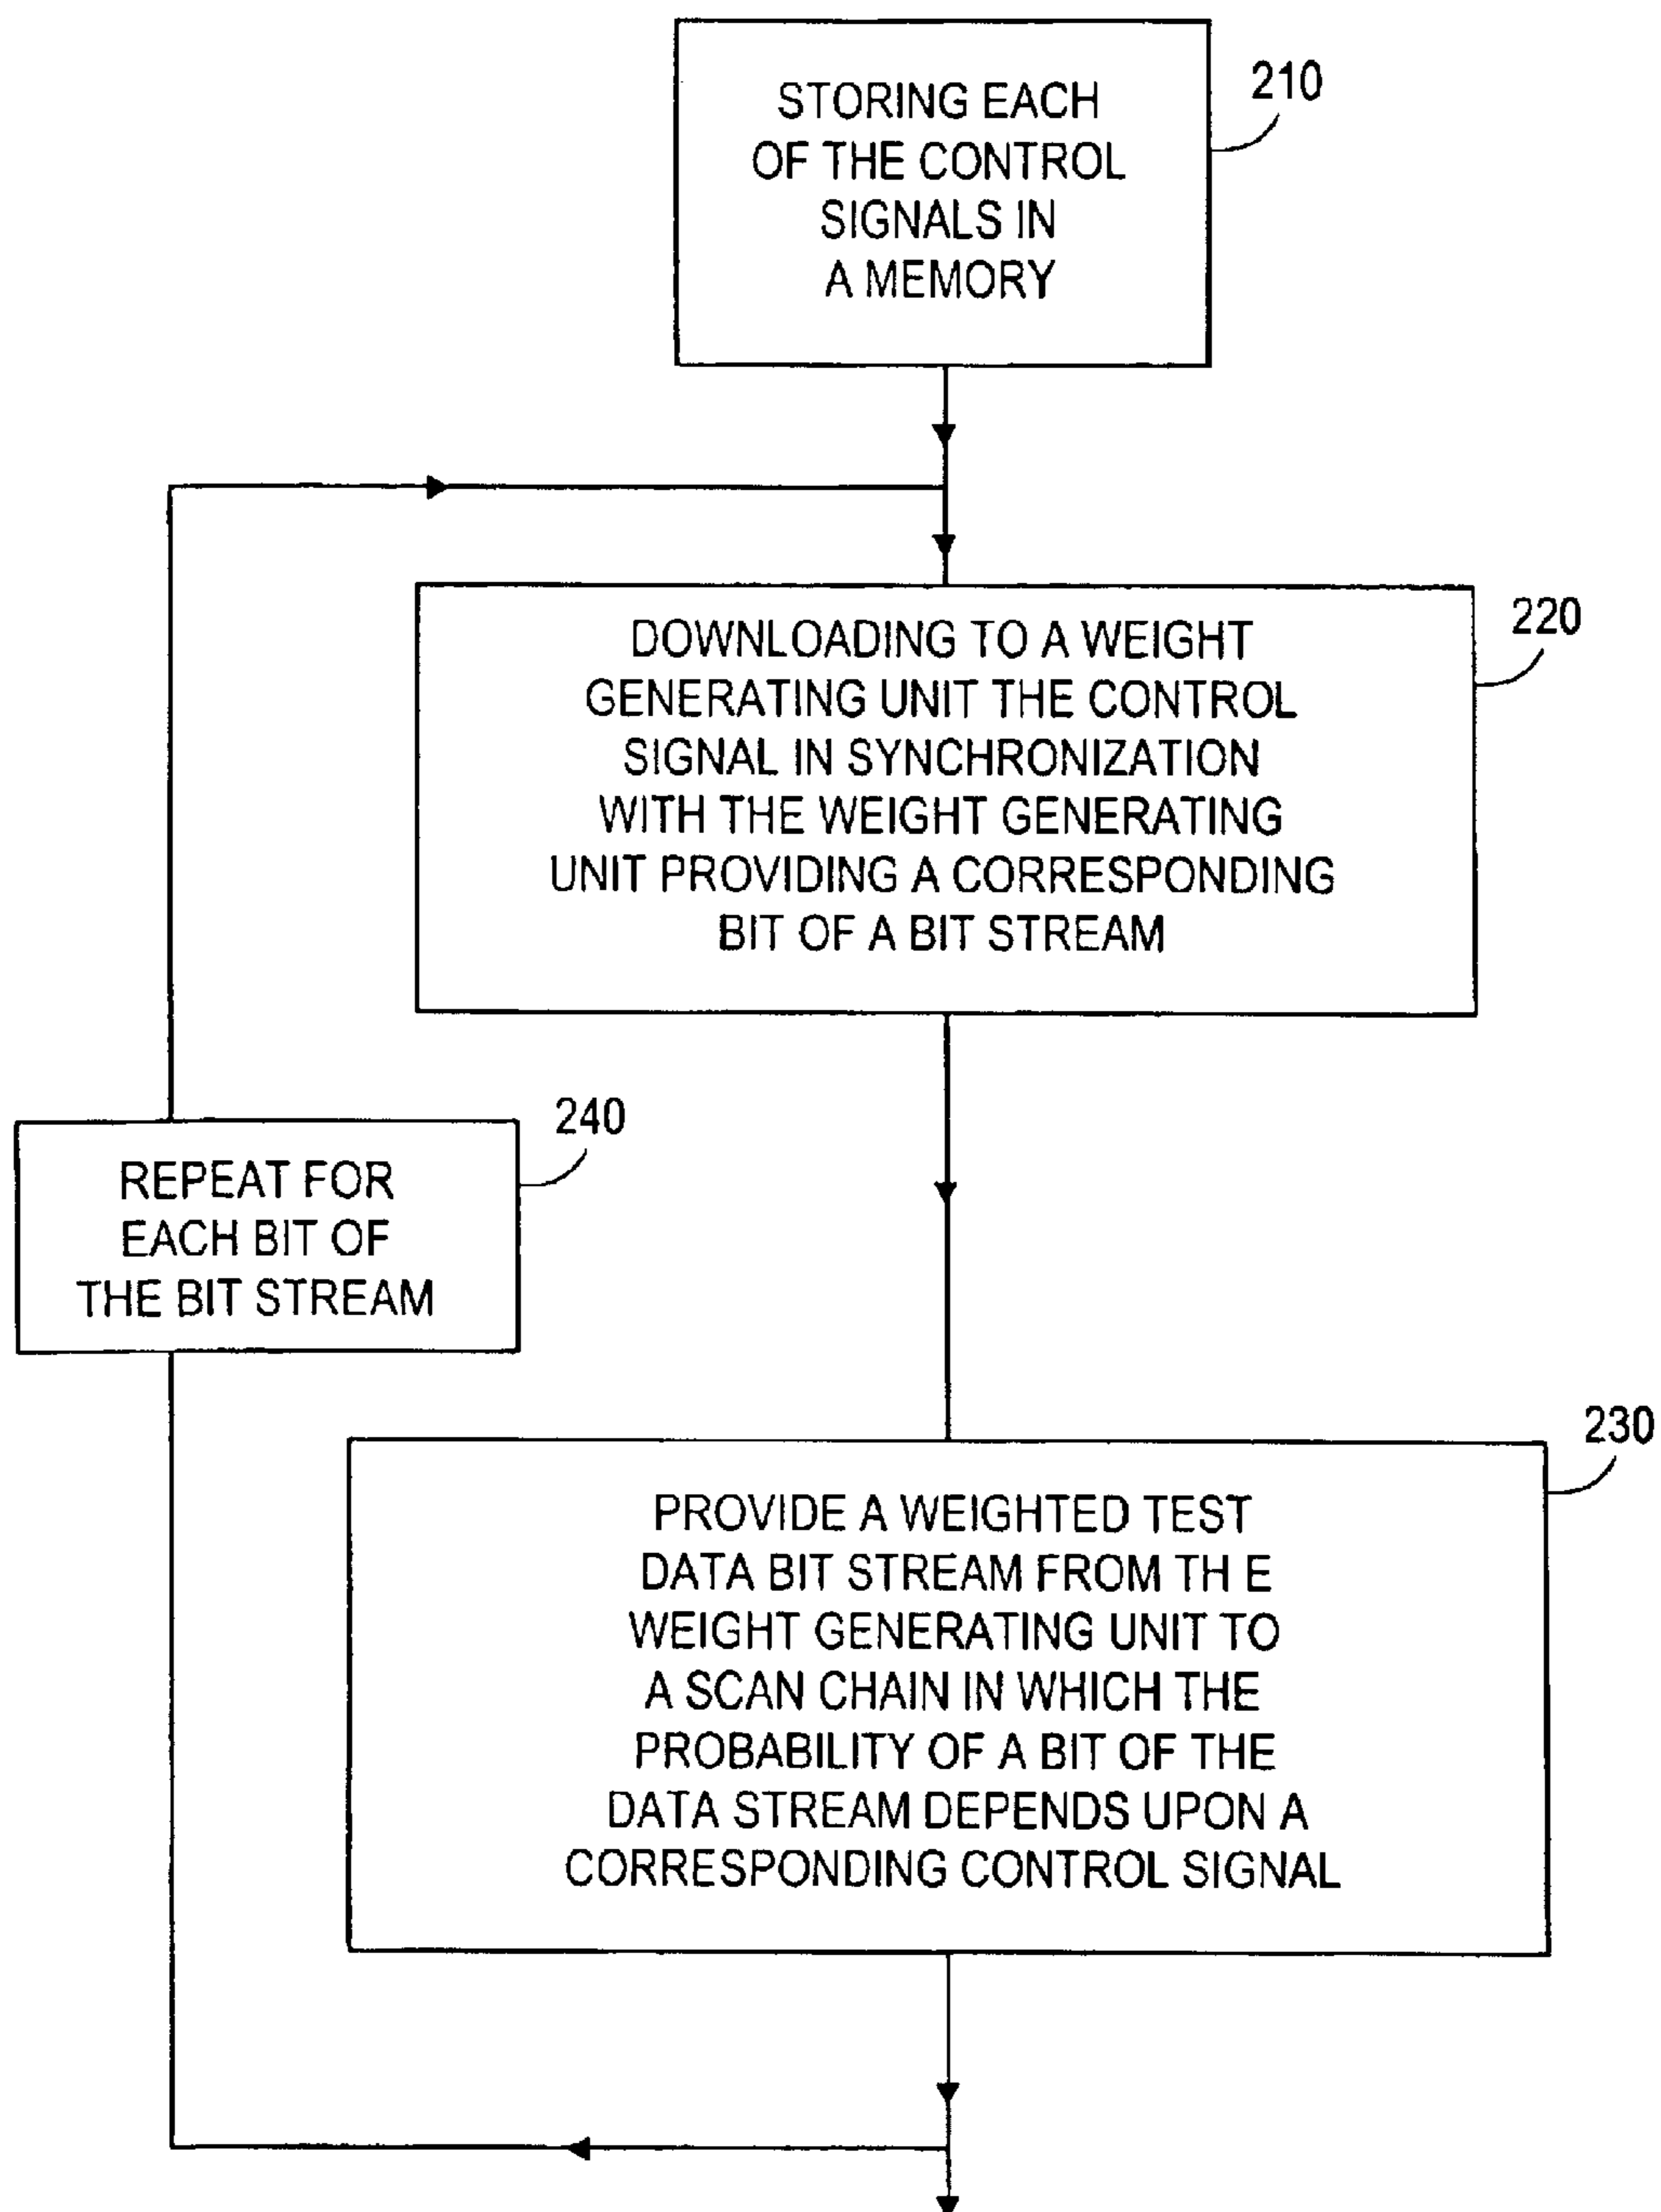 STORING EACH
OF THE CONTROL
SIGNALS IN
A MEMORY
210
DOWNLOADING TO A WEIGHT
GENERATING UNIT THE CONTROL
SIGNAL IN SYNCHRONIZATION
WITH THE WEIGHT GENERATING
UNIT PROVIDING A CORRESPONDING
BIT OF A BIT STREAM
220
REPEAT FOR
EACH BIT OF
THE BIT STREAM
240
PROVIDE A WEIGHTED TEST
DATA BIT STREAM FROM TH E
WEIGHT GENERATING UNIT TO
A SCAN CHAIN IN WHICH THE
PROBABILITY OF A BIT OF THE
DATA STREAM DEPENDS UPON A
CORRESPONDING CONTROL SIGNAL
230